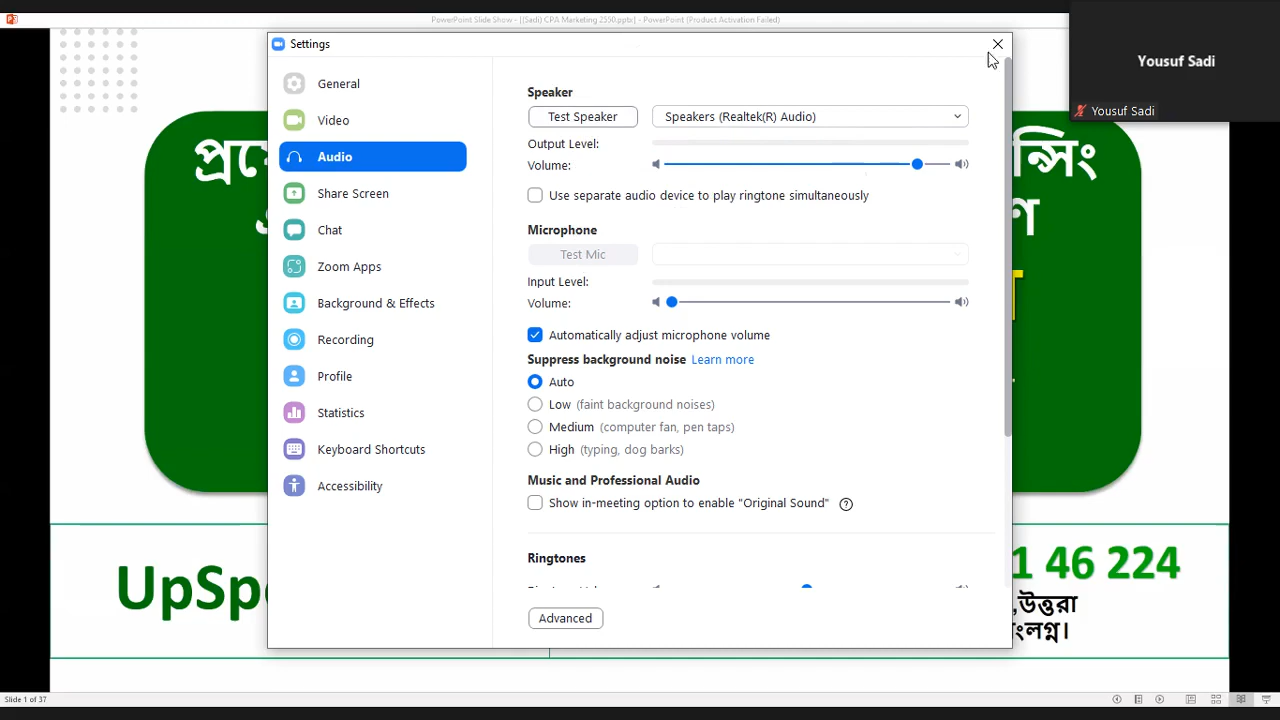 PowerPoint Slide Show - [(Sadi) CPA Marketing 2550.pptx] - PowerPoint (Product Activation Failed)
Yousuf Sadi
Yousuf Sadi
Settings
General
Video
Audio
Share Screen
Chat
Zoom Apps
Background & Effects
Recording
Profile
Statistics
Keyboard Shortcuts
Accessibility
Speaker
Test Speaker
Speakers (Realtek(R) Audio)
Output Level:
Volume:
Use separate audio device to play ringtone simultaneously
Microphone
Test Mic
Input Level:
Volume:
Automatically adjust microphone volume
Suppress background noise Learn more
Auto
Low (faint background noises)
Medium (computer fan, pen taps)
High (typing, dog barks)
Music and Professional Audio
Show in-meeting option to enable "Original Sound"
Ringtones
Advanced
UpSp
1 46 224
,উত্তরা
ংলগ্ন।
Slide 1 of 37